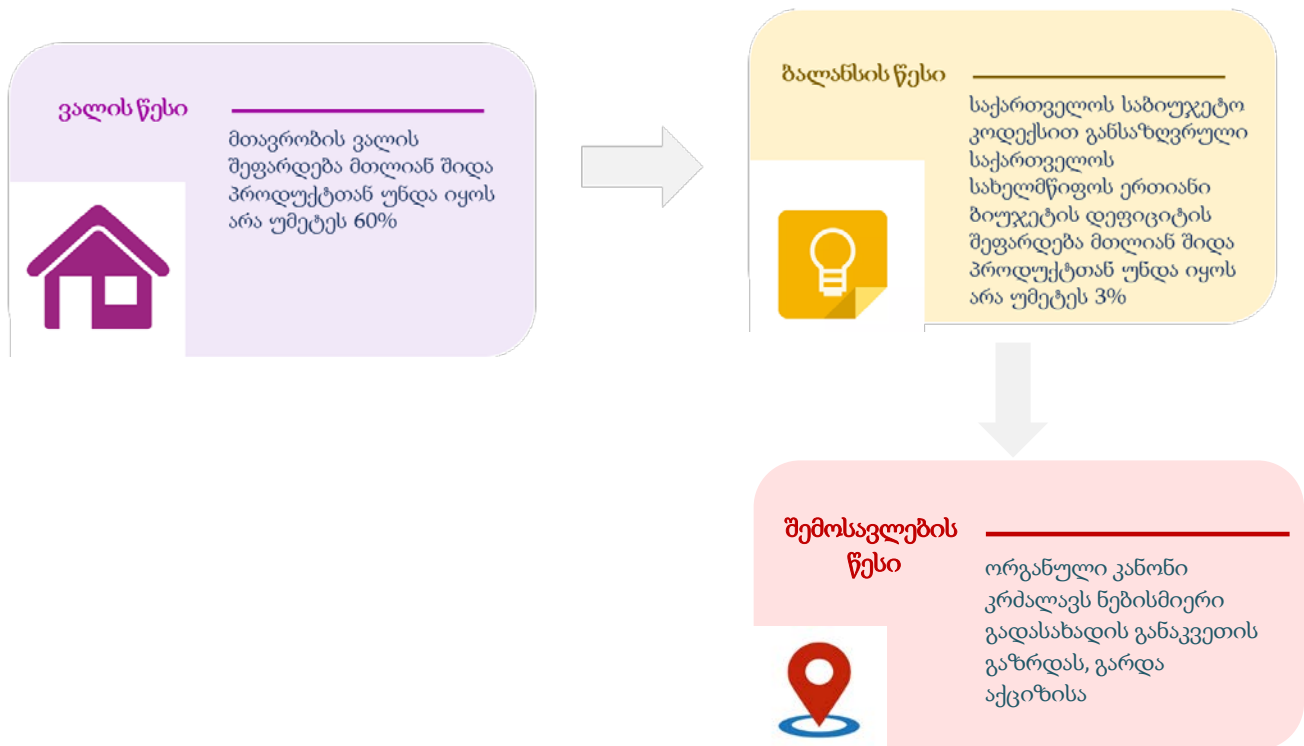 ვალის წესი
მთავრობის ვალის
შეფარდება მთლიან შიდა
პროდუქტთან უნდა იყოს
არა უმეტეს 60%
ბალანსის წესი
საქართველოს საბიუჯეტო
კოდექსით განსაზღვრული
საქართველოს
სახელმწიფოს ერთიანი
ბიუჯეტის დეფიციტის
შეფარდება მთლიან შიდა
პროდუქტთან უნდა იყოს
არა უმეტეს 3%
შემოსავლების
წესი
ორგანული კანონი
კრძალავს ნებისმიერი
გადასახადის განაკვეთის
გაზრდას, გარდა
აქციზისა